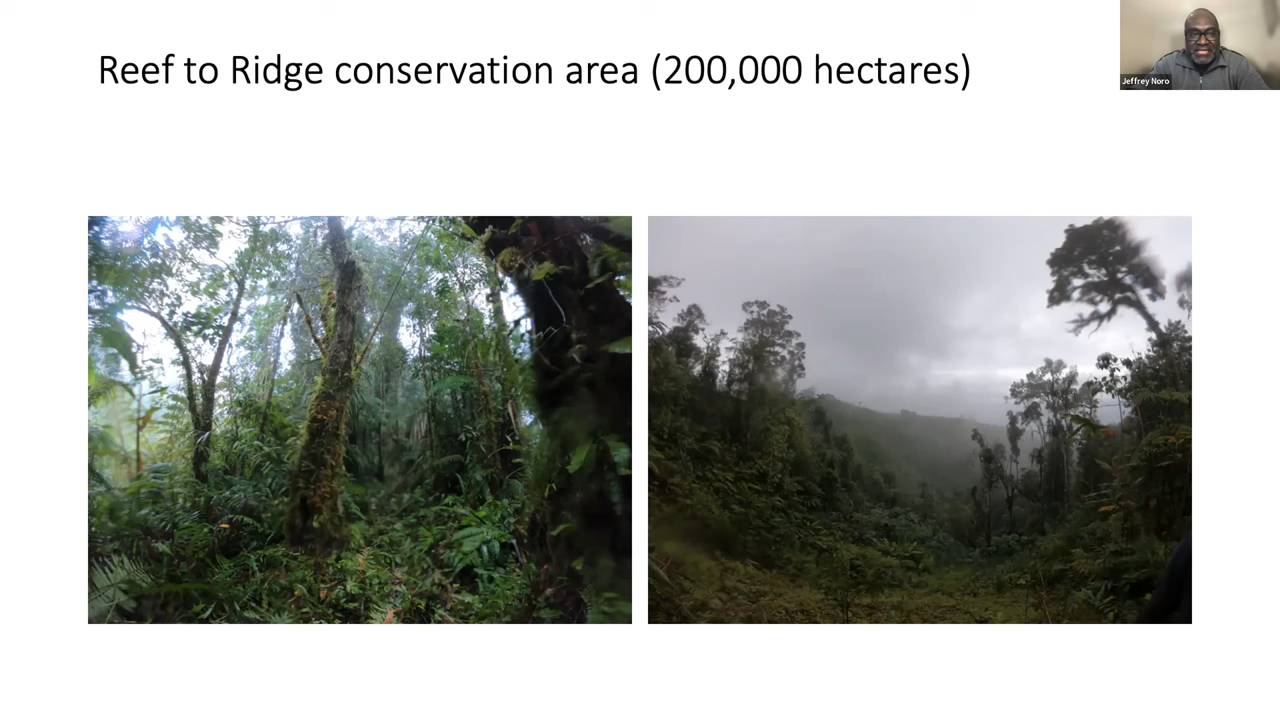 Reef to Ridge conservation area (200,000 hectares)
Jeffrey Noro